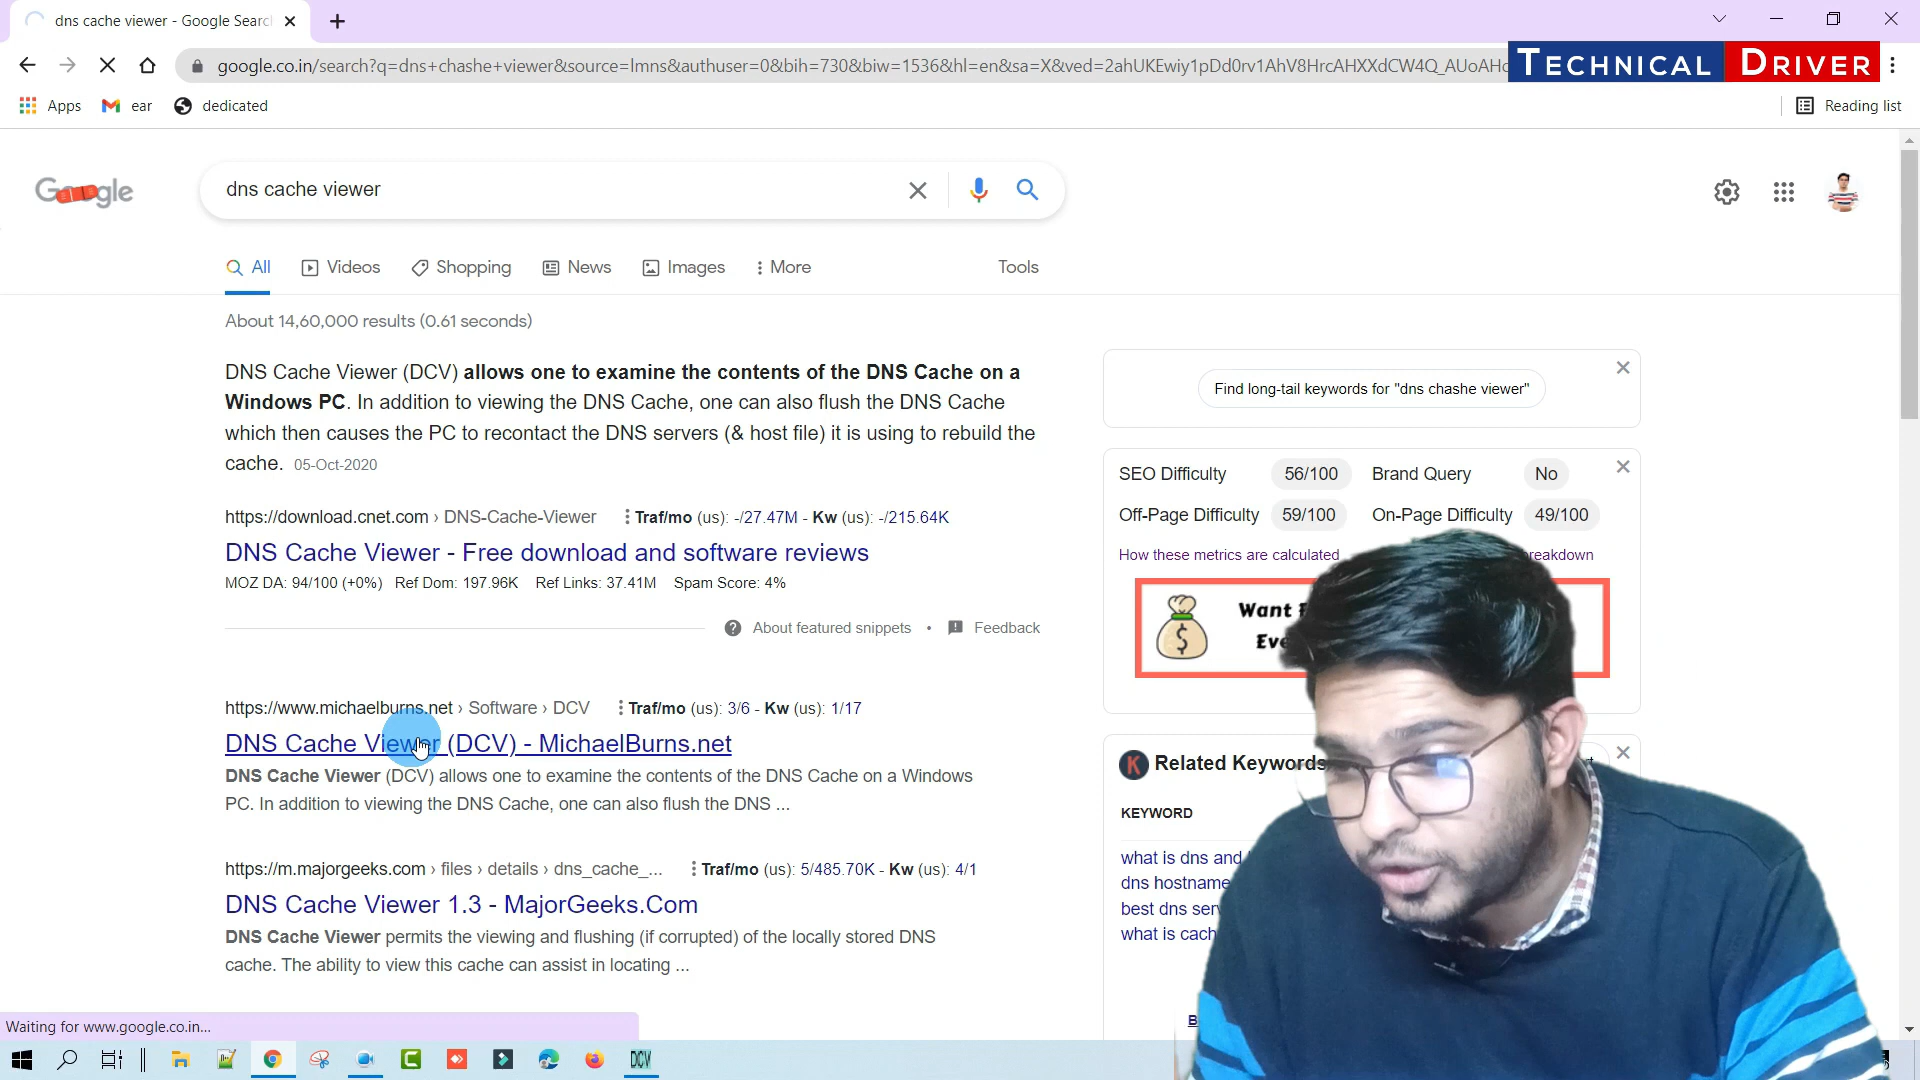 dns cache viewer - Google Searc
google.co.in/search?q=dns+chashe+viewer&source=lmns&authuser=0&bih=730&biw=1536&hl=en&sa=X&ved=2ahUKEwiy1pDd0rv1AhV8HrcAHXXdCW4Q_AUoAHo
TECHNICAL DRIVER
Apps
ear
dedicated
Reading list
Google
dns cache viewer
All
Videos
Shopping
News
Images
More
Tools
About 14,60,000 results (0.61 seconds)
DNS Cache Viewer (DCV) allows one to examine the contents of the DNS Cache on a
Windows PC. In addition to viewing the DNS Cache, one can also flush the DNS Cache
which then causes the PC to recontact the DNS servers (& host file) it is using to rebuild the
cache. 05-Oct-2020
https://download.cnet.com › DNS-Cache-Viewer Traf/mo (us): -/27.47M - Kw (us): -/215.64K
DNS Cache Viewer - Free download and software reviews
MOZ DA: 94/100 (+0%) Ref Dom: 197.96K Ref Links: 37.41M Spam Score: 4%
About featured snippets • Feedback
https://www.michaelburns.net › Software › DCV Traf/mo (us): 3/6 - Kw (us): 1/17
DNS Cache Viewer (DCV) - MichaelBurns.net
DNS Cache Viewer (DCV) allows one to examine the contents of the DNS Cache on a Windows
PC. In addition to viewing the DNS Cache, one can also flush the DNS ...
https://m.majorgeeks.com › files › details › dns_cache_... Traf/mo (us): 5/485.70K - Kw (us): 4/1
DNS Cache Viewer 1.3 - MajorGeeks.Com
DNS Cache Viewer permits the viewing and flushing (if corrupted) of the locally stored DNS
cache. The ability to view this cache can assist in locating ...
Find long-tail keywords for "dns chashe viewer"
SEO Difficulty 56/100 Brand Query No
Off-Page Difficulty 59/100 On-Page Difficulty 49/100
How these metrics are calculated
Want
Related Keywords
KEYWORD
what is dns and
dns hostname
best dns
what is
Waiting for www.google.co.in...
DCV